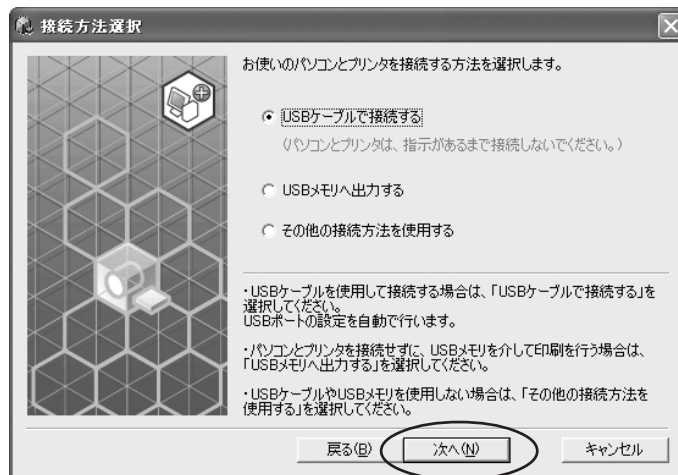 接続方法選択
お使いのパソコンとプリンタを接続する方法を選択します。
USBケーブルで接続する
(パソコンとプリンタは、指示があるまで接続しないでください。)
USBメモリへ出力する
その他の接続方法を使用する
・USBケーブルを使用して接続する場合は、「USBケーブルで接続する」を
選択してください。
USBポートの設定を自動で行います。
・パソコンとプリンタを接続せずに、USBメモリを介して印刷を行う場合は、
「USBメモリへ出力する」を選択してください。
・USBケーブルやUSBメモリを使用しない場合は、「その他の接続方法を
使用する」を選択してください。
戻る(B) 次へ(N) キャンセル